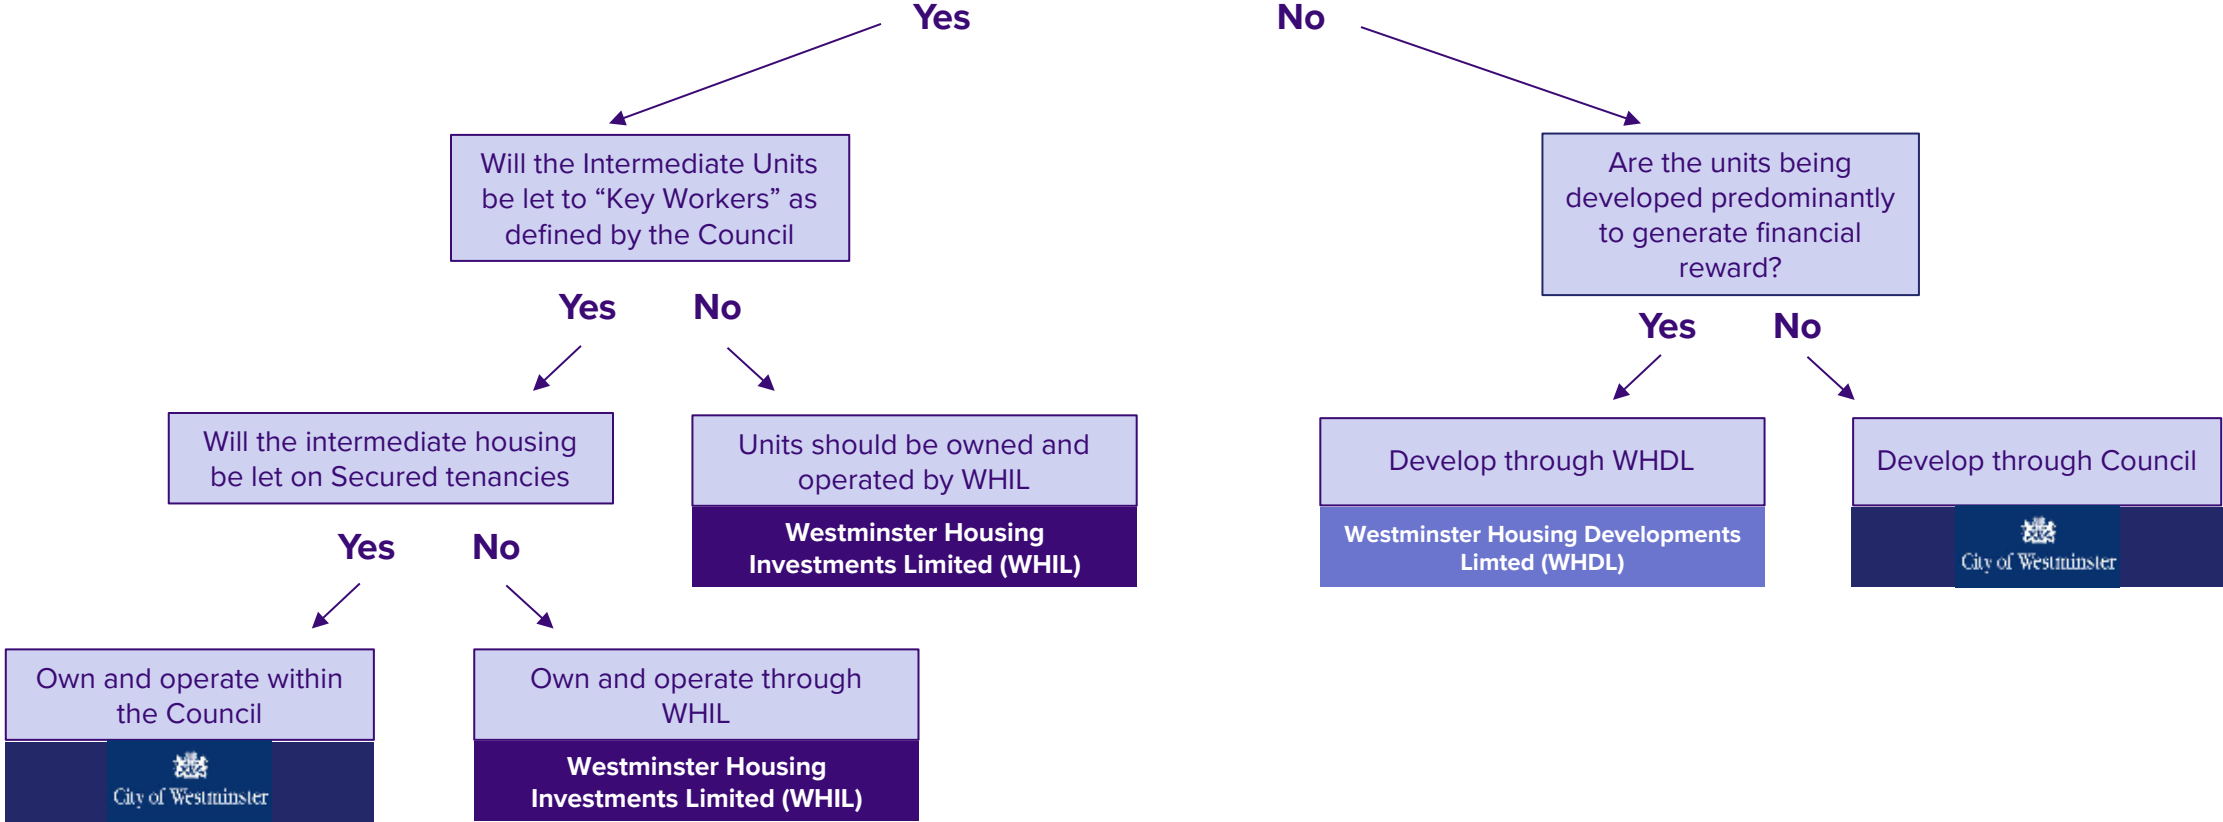 Yes
No
Will the Intermediate Units
be let to “Key Workers” as
defined by the Council
Are the units being
developed predominantly
to generate financial
reward?
Yes
No
Yes
No
Will the intermediate housing
be let on Secured tenancies
Units should be owned and
operated by WHIL
Westminster Housing
Investments Limited (WHIL)
Develop through WHDL
Westminster Housing Developments
Limted (WHDL)
Develop through Council
City of Westminster
Yes
No
Own and operate within
the Council
City of Westminster
Own and operate through
WHIL
Westminster Housing
Investments Limited (WHIL)